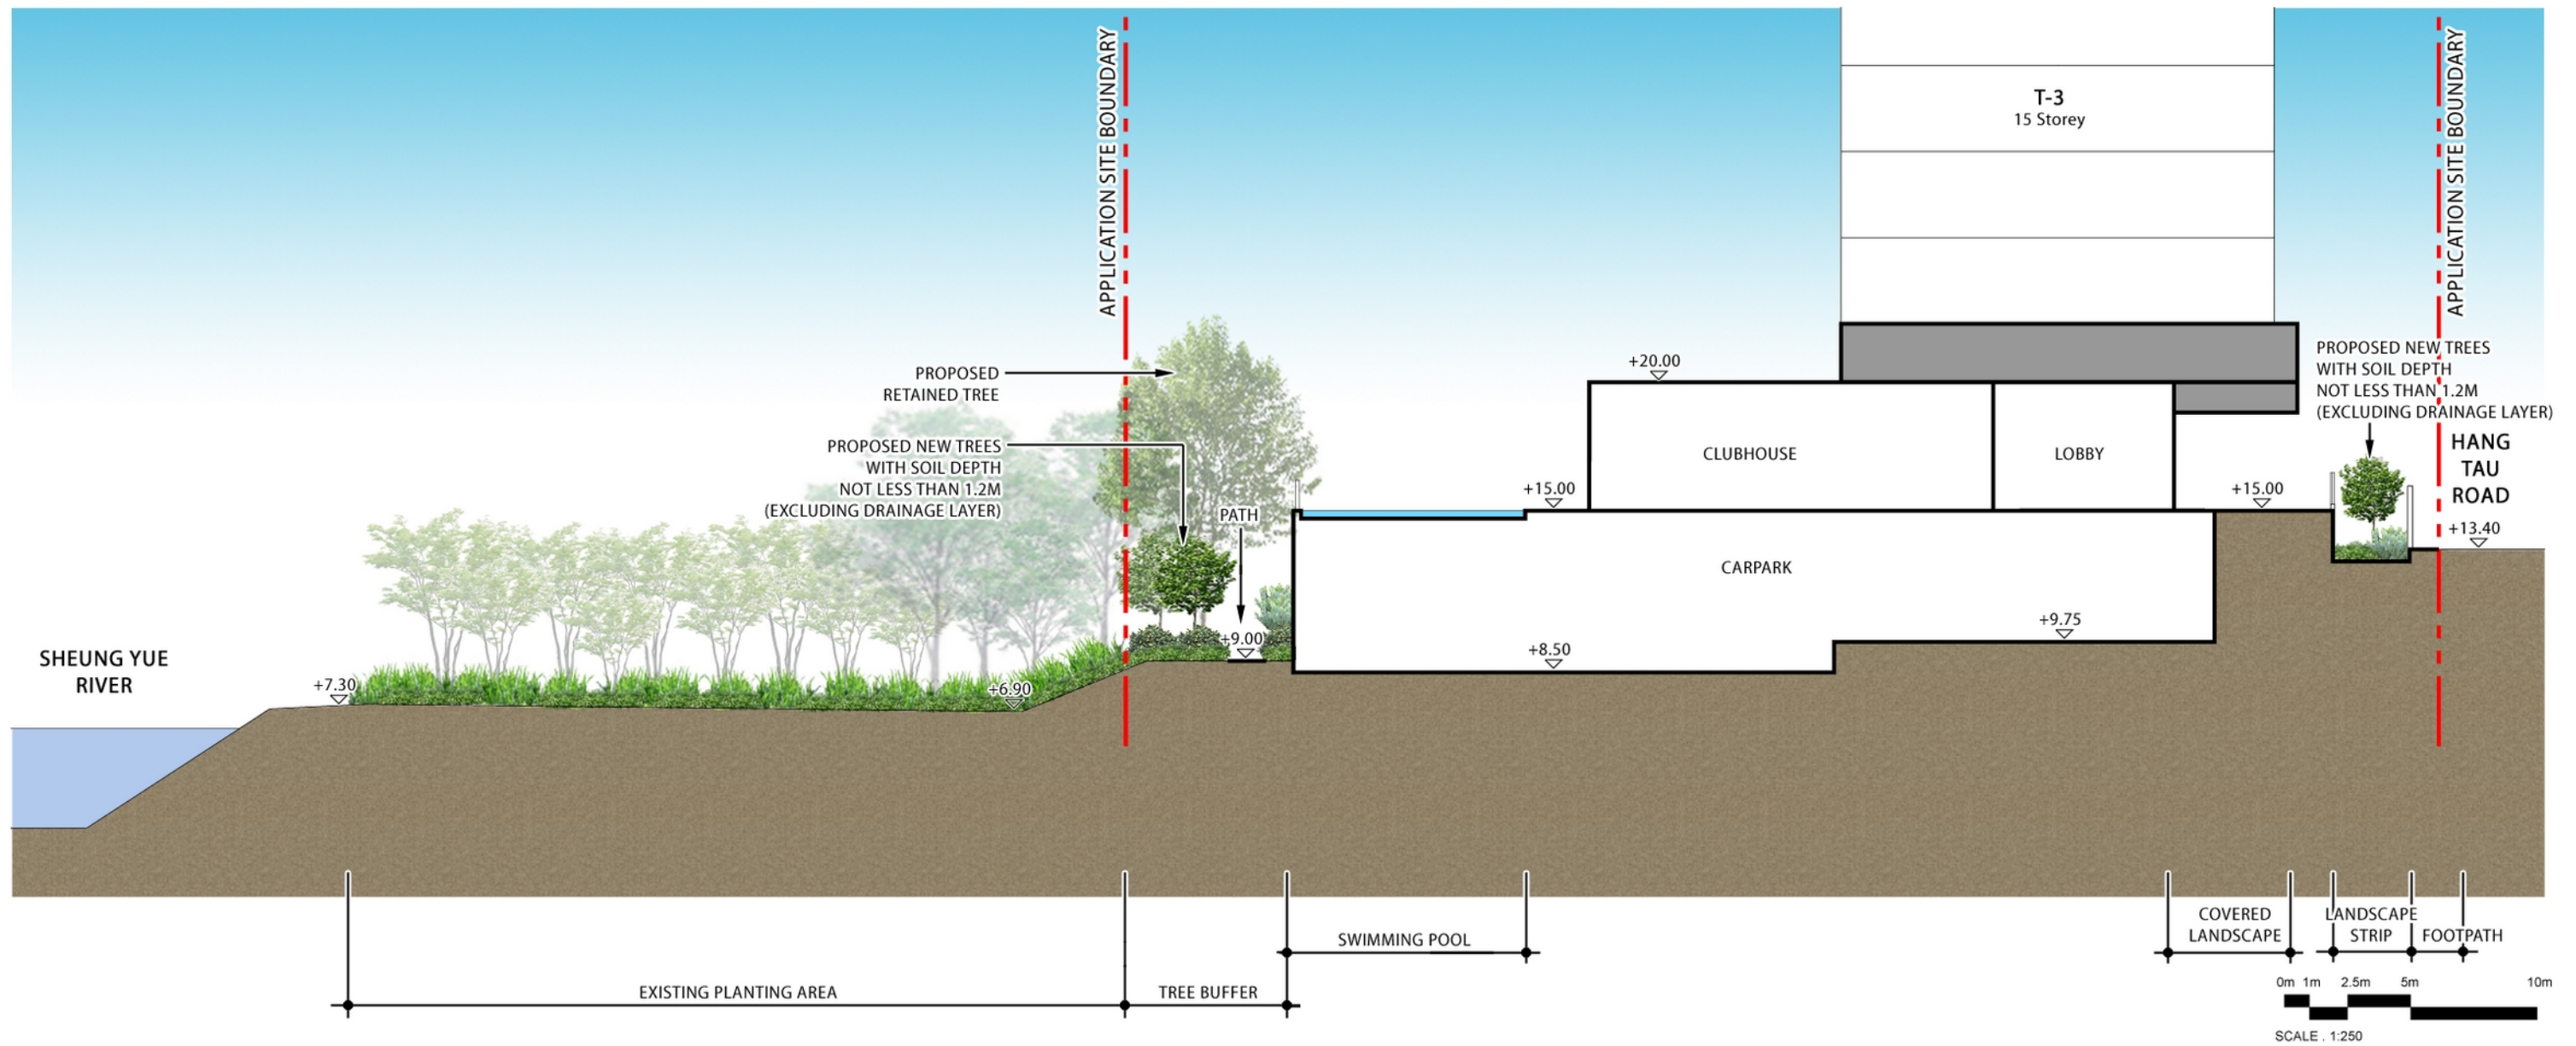 APPLICATION SITE BOUNDARY
T-3
15 Storey
APPLICATION SITE BOUNDARY
PROPOSED
RETAINED TREE
PROPOSED NEW TREES
WITH SOIL DEPTH
NOT LESS THAN 1.2M
(EXCLUDING DRAINAGE LAYER)
PATH
+9.00
+20.00
+15.00
CLUBHOUSE
LOBBY
CARPARK
+8.50
+9.75
+15.00
PROPOSED NEW TREES
WITH SOIL DEPTH
NOT LESS THAN 1.2M
(EXCLUDING DRAINAGE LAYER)
HANG
TAU
ROAD
+13.40
SHEUNG YUE
RIVER
+7.30
+6.90
EXISTING PLANTING AREA
TREE BUFFER
SWIMMING POOL
COVERED
LANDSCAPE
LANDSCAPE
STRIP
FOOTPATH
0m 1m 2.5m 5m 10m
SCALE . 1:250